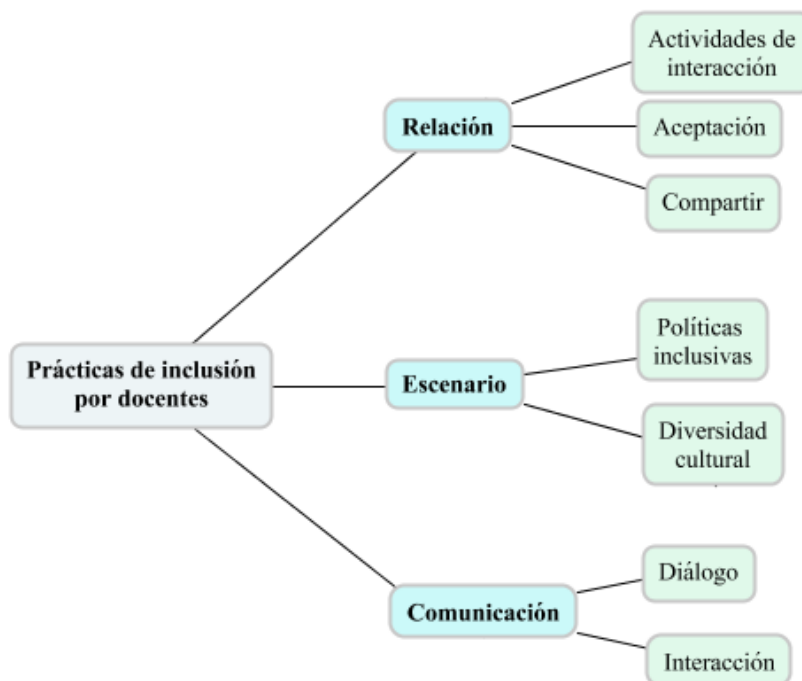 Prácticas de inclusión
por docentes
Relación
Actividades de
interacción
Aceptación
Compartir
Escenario
Políticas
inclusivas
Diversidad
cultural
Comunicación
Diálogo
Interacción